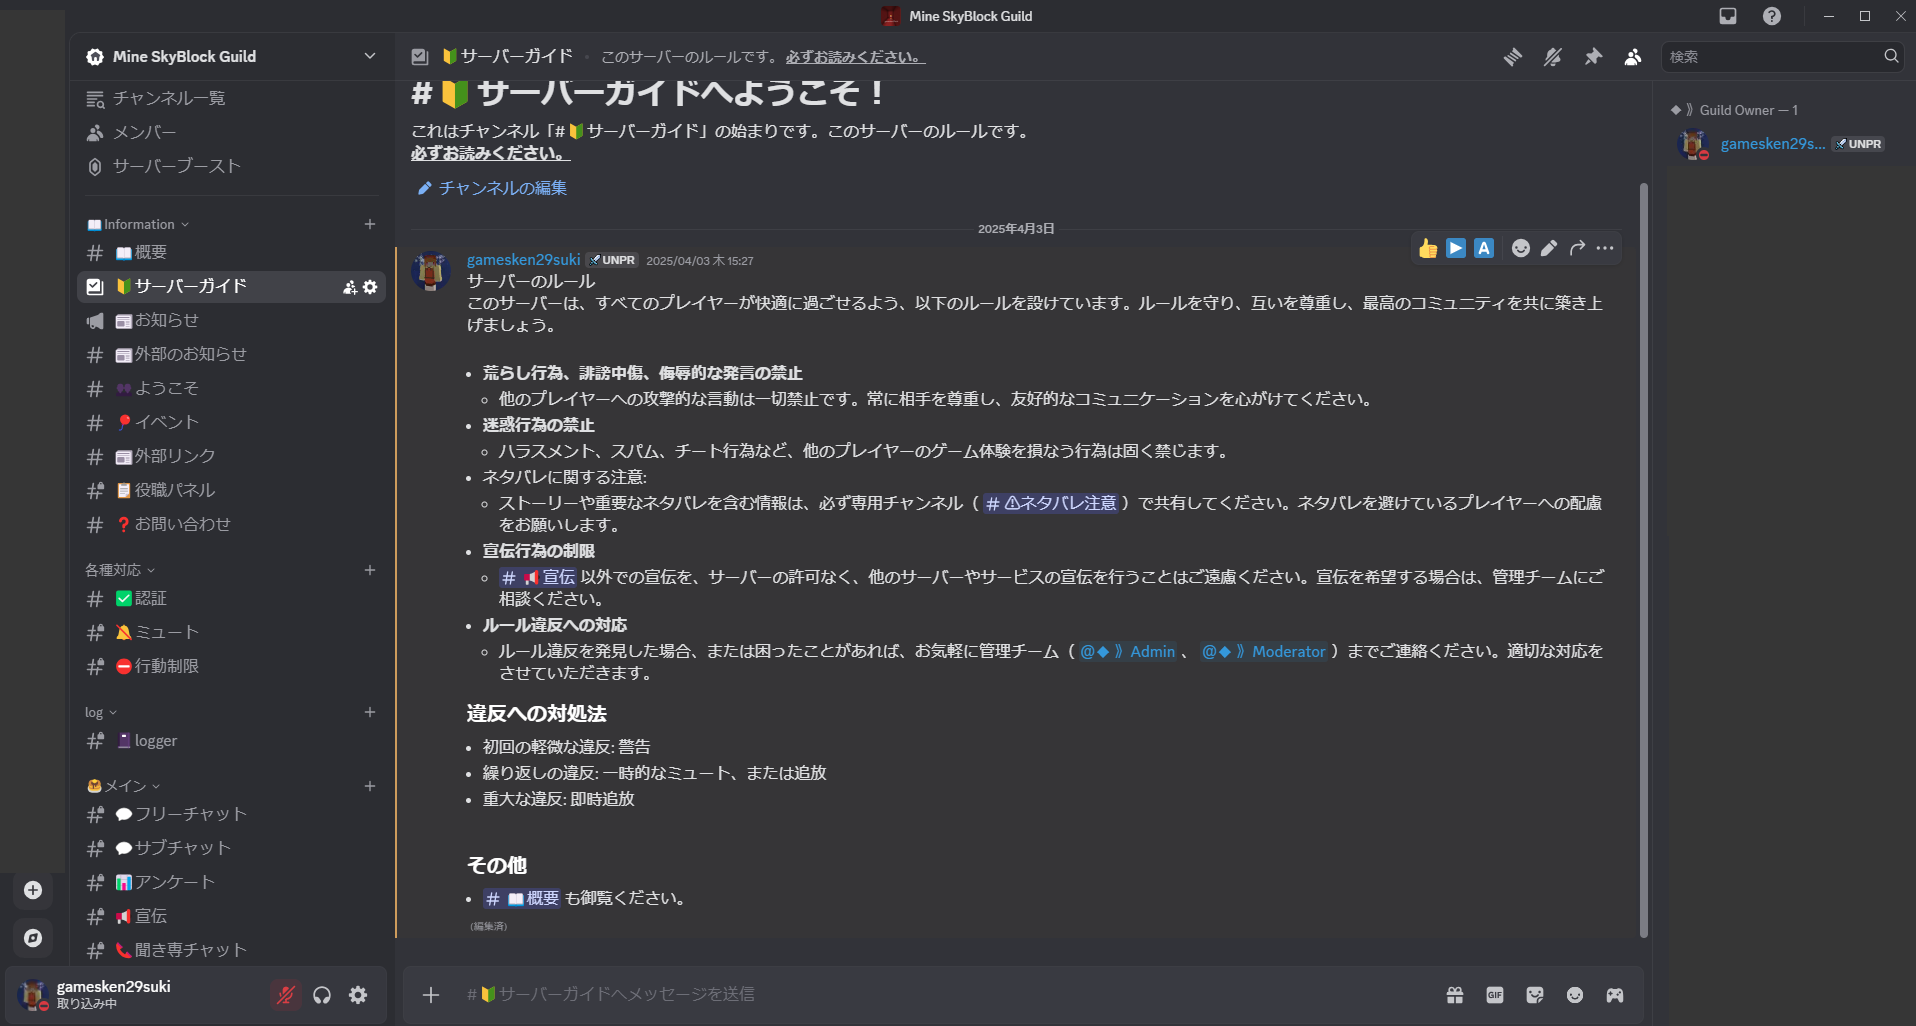 Mine SkyBlock Guild
Mine SkyBlock Guild
チャンネル一覧
メンバー
サーバーブースト
📖Information
📖概要
🔰サーバーガイド
📰お知らせ
📰外部のお知らせ
👥ようこそ
🎈イベント
📰外部リンク
📋役職パネル
❓お問い合わせ
各種対応
✅認証
🔕ミュート
⛔行動制限
log
📓logger
メイン
💬フリーチャット
💬サブチャット
📊アンケート
📢宣伝
📞聞き専チャット
gamesken29suki
取り込み中
🔰サーバーガイド
このサーバーのルールです。 必ずお読みください。
検索
#🔰サーバーガイドへようこそ！
これはチャンネル「#🔰サーバーガイド」の始まりです。このサーバーのルールです。
必ずお読みください。
チャンネルの編集
2025年4月3日
gamesken29suki UNPR 2025/04/03 木 15:27
サーバーのルール
このサーバーは、すべてのプレイヤーが快適に過ごせるよう、以下のルールを設けています。ルールを守り、互いを尊重し、最高のコミュニティを共に築き上
げましょう。
• 荒らし行為、誹謗中傷、侮辱的な発言の禁止
◦ 他のプレイヤーへの攻撃的な言動は一切禁止です。常に相手を尊重し、友好的なコミュニケーションを心がけてください。
• 迷惑行為の禁止
◦ ハラスメント、スパム、チート行為など、他のプレイヤーのゲーム体験を損なう行為は固く禁じます。
• ネタバレに関する注意:
◦ ストーリーや重要なネタバレを含む情報は、必ず専用チャンネル（ # ⚠ネタバレ注意 ）で共有してください。ネタバレを避けているプレイヤーへの配慮
をお願いします。
• 宣伝行為の制限
◦ # 📢宣伝 以外での宣伝を、サーバーの許可なく、他のサーバーやサービスの宣伝を行うことはご遠慮ください。宣伝を希望する場合は、管理チームにご
相談ください。
• ルール違反への対応
◦ ルール違反を発見した場合、または困ったことがあれば、お気軽に管理チーム（ @◆ 》Admin 、 @◆ 》Moderator ）までご連絡ください。適切な対応を
させていただきます。
違反への対処法
• 初回の軽微な違反: 警告
• 繰り返しの違反: 一時的なミュート、または追放
• 重大な違反: 即時追放
その他
• # 📖概要 も御覧ください。
(編集済)
#🔰サーバーガイドへメッセージを送信
GIF
◆ 》Guild Owner — 1
gamesken29s... UNPR